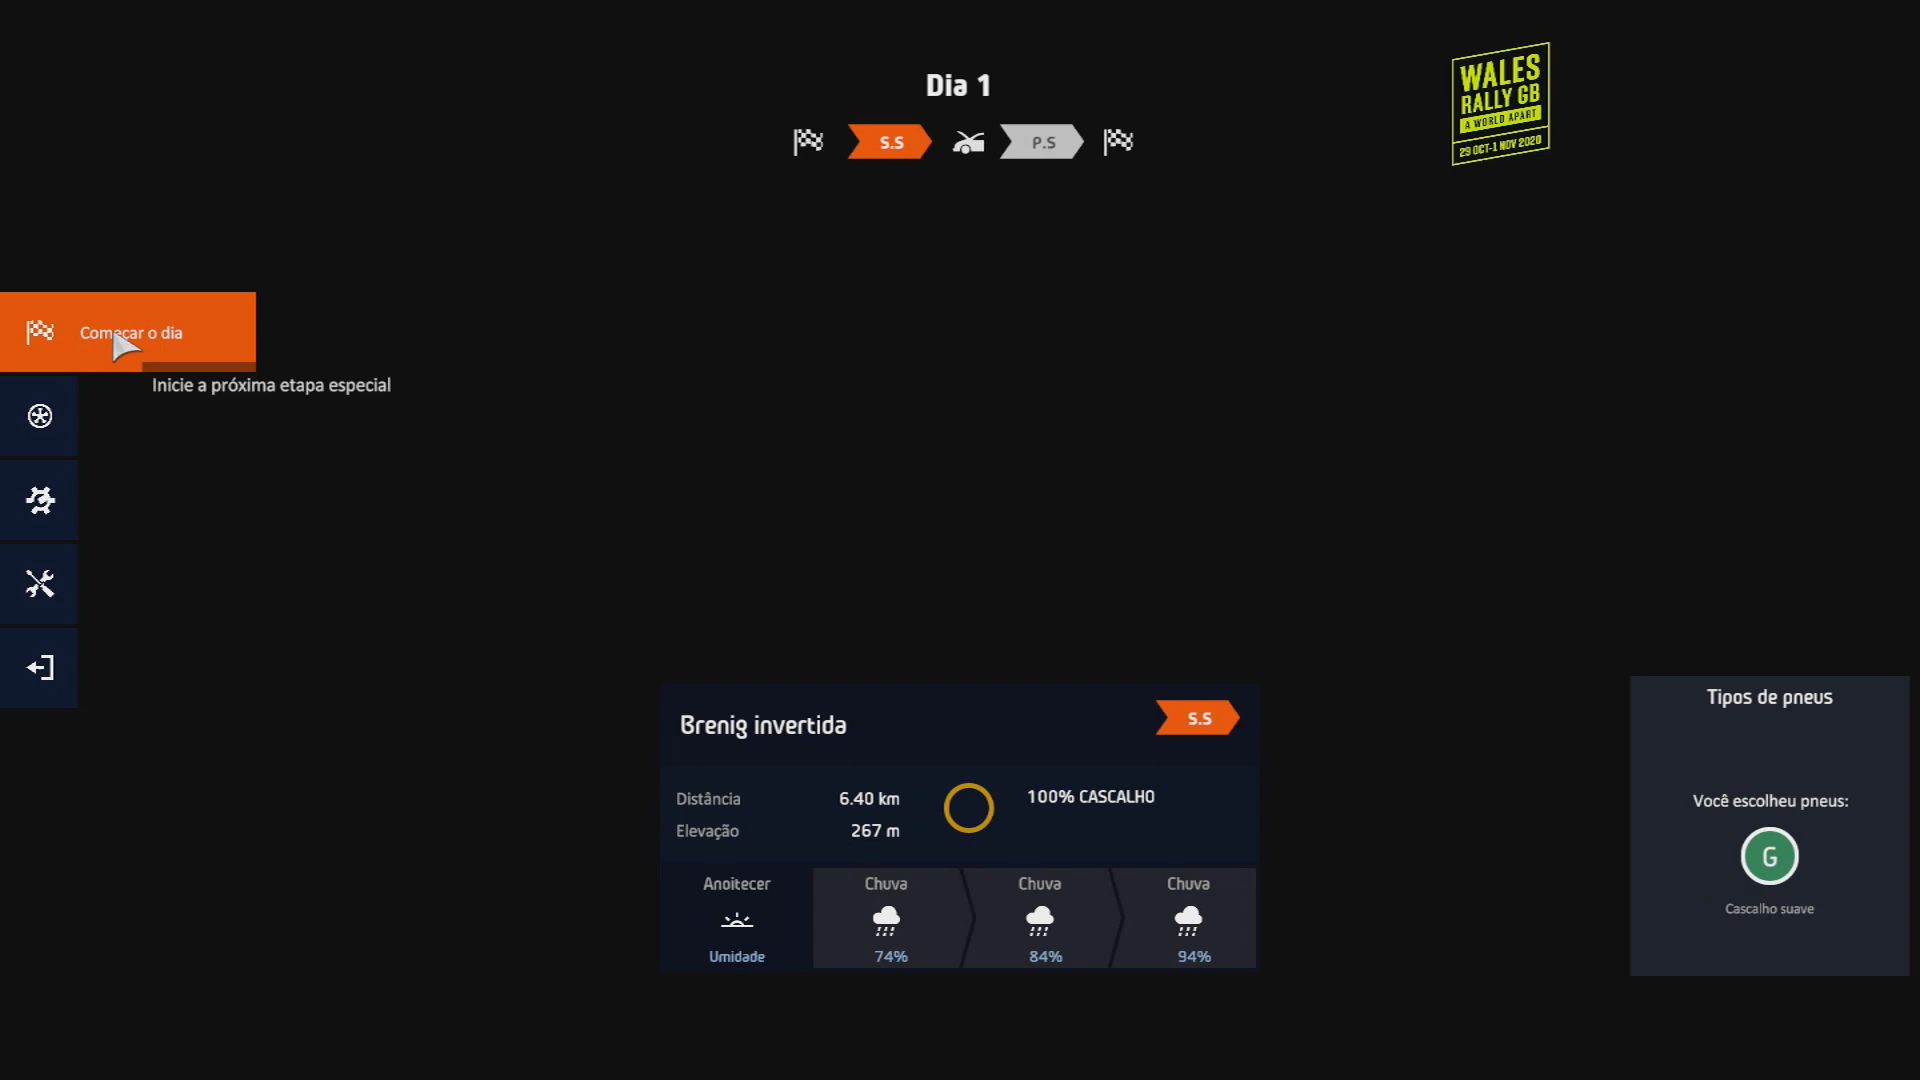 Dia 1
S.S
P.S
WALES
RALLY GB
A WORLD APART
29 OCT-1 NOV 2020
Começar o dia
Inicie a próxima etapa especial
Brenig invertida
S.S
Distância 6.40 km
100% CASCALHO
Elevação 267 m
Anoitecer Chuva Chuva Chuva
Umidade 74% 84% 94%
Tipos de pneus
Você escolheu pneus:
G
Cascalho suave